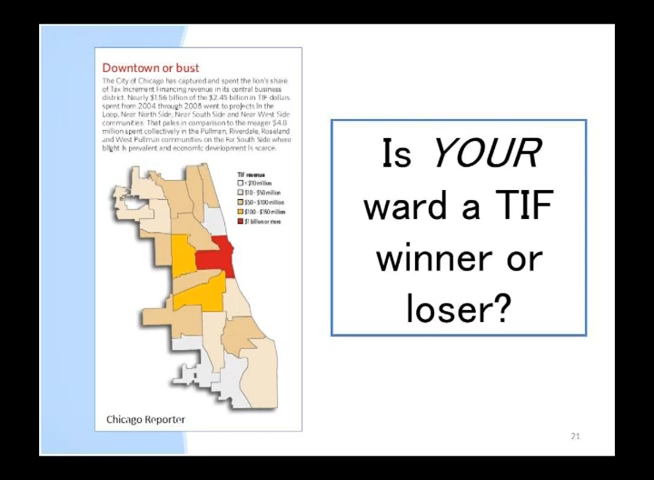 Downtown or bust
The City of Chicago has captured and spent the lion's share
of Tax Increment Financing revenue in its central business
district. Nearly $1.56 billion of the $2.45 billion in TIF dollars
spent from 2004 through 2008 went to projects in the
Loop, Near North Side, Near South Side and Near West Side
communities. That pales in comparison to the meager $4.8
million spent collectively in the Pullman, Riverdale, Roseland
and West Pullman communities on the Far South Side where
blight is prevalent and economic development is scarce.
TIF revenue
< $10 million
$10 - $50 million
$50 - $100 million
$100 - $150 million
$1 billion or more
Chicago Reporter
Is YOUR
ward a TIF
winner or
loser?
21